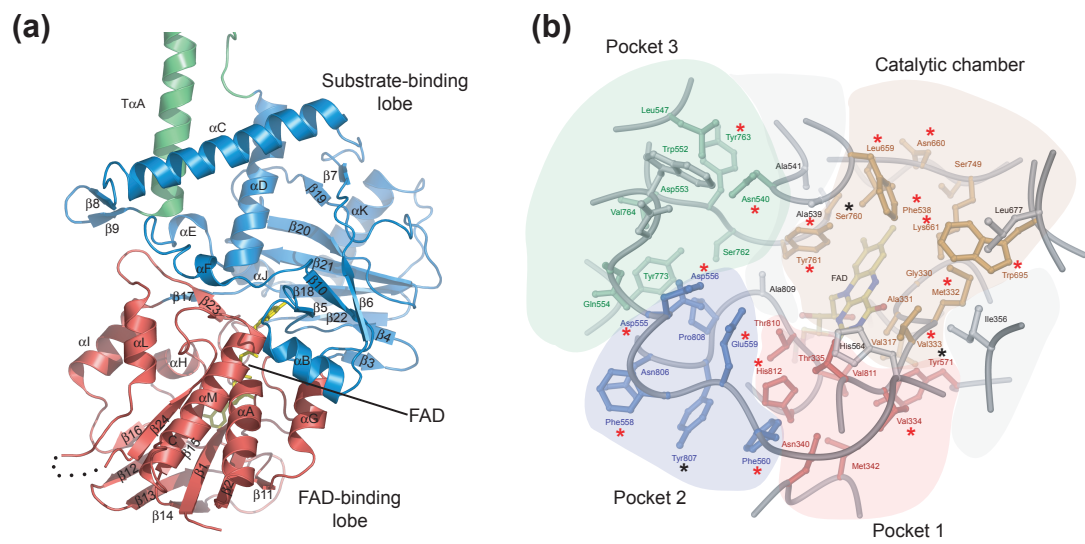 (a)
Substrate-binding
lobe
TαA
αC
β7
αD
β19
αK
β8
β9
αE
β20
αF
αJ
β21
β10
β18
β6
β17
β23
β5
β22
β4
αI
αL
αH
αB
β3
FAD
αM
αA
αG
β16
β24
C
β15
β1
β12
β2
β11
β13
β14
FAD-binding
lobe
(b)
Pocket 3
Catalytic chamber
Leu547
*
Tyr763
*
Leu659
*
Asn660
Trp552
Ala541
Ser749
Asp553
Asn540
*
Ala539
*
Ser760
*
Phe538
*
Leu677
Val764
*
Lys661
Ser762
Tyr761
*
*
Trp695
*
Tyr773
*
Asp556
FAD
Gly330
*
Met332
Gln554
Ala809
Ala331
Asp555
*
Pro808
Thr810
Val317
Val333
*
Ile356
Glu559
*
His564
Tyr571
*
Asn806
*
His812
Thr335
Val811
Phe558
*
Val334
*
Asn340
Tyr807
*
Phe560
*
Met342
Pocket 2
Pocket 1